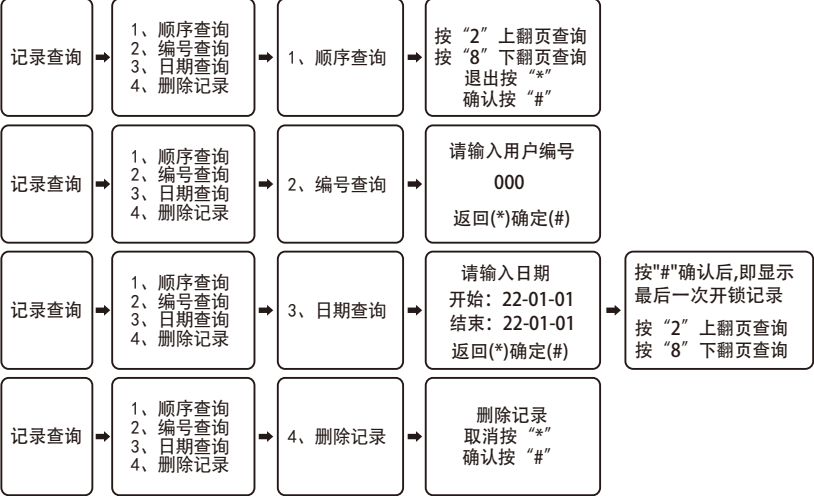 记录查询
1、顺序查询
2、编号查询
3、日期查询
4、删除记录
1、顺序查询
按“2”上翻页查询
按“8”下翻页查询
退出按“*”
确认按“#”
记录查询
1、顺序查询
2、编号查询
3、日期查询
4、删除记录
2、编号查询
请输入用户编号
000
返回(*)确定(#)
记录查询
1、顺序查询
2、编号查询
3、日期查询
4、删除记录
3、日期查询
请输入日期
开始：22-01-01
结束：22-01-01
返回(*)确定(#)
按"#"确认后,即显示
最后一次开锁记录
按“2”上翻页查询
按“8”下翻页查询
记录查询
1、顺序查询
2、编号查询
3、日期查询
4、删除记录
4、删除记录
删除记录
取消按“*”
确认按“#”